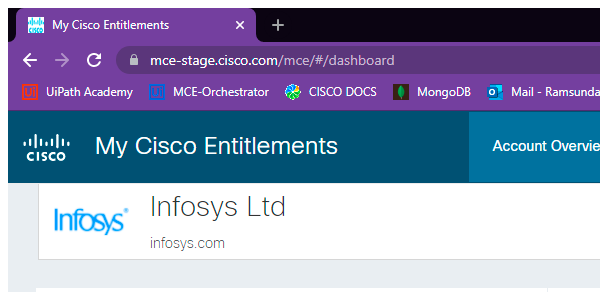 My Cisco Entitlements
mce-stage.cisco.com/mce/#/dashboard
UiPath Academy MCE-Orchestrator CISCO DOCS MongoDB Mail - Ramsunda
CISCO My Cisco Entitlements Account Overvie
Infosys Infosys Ltd
infosys.com